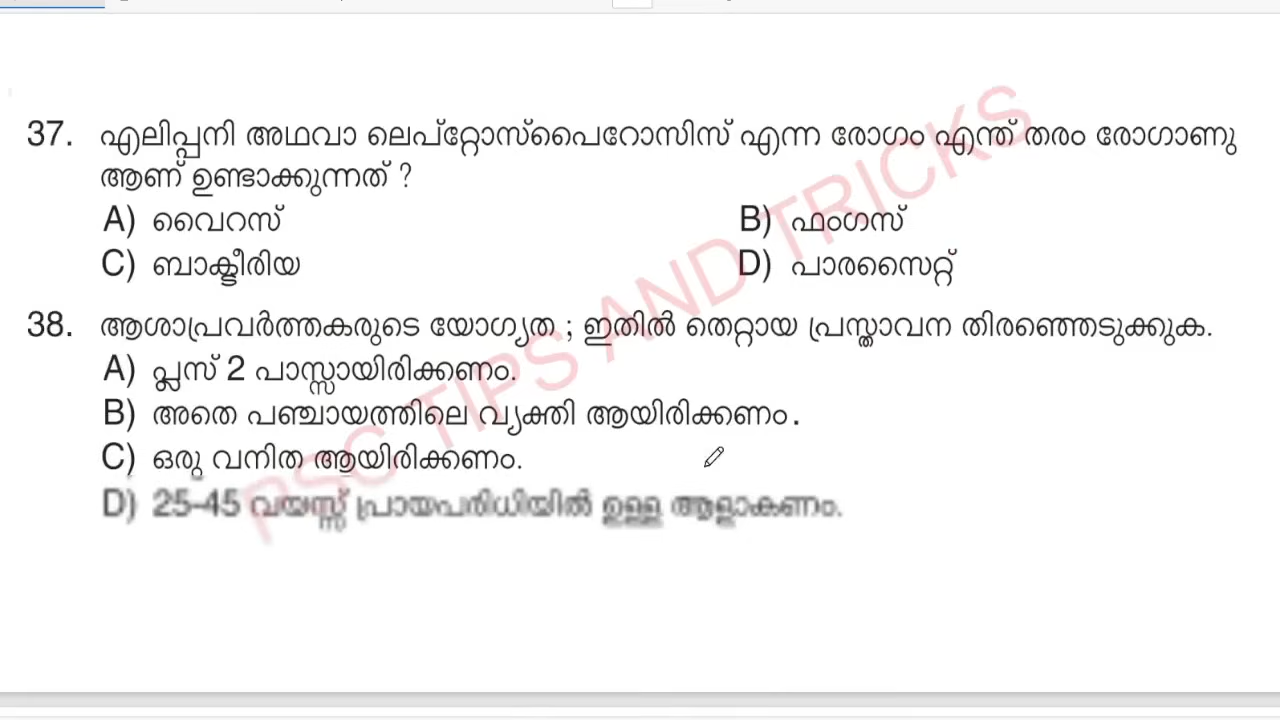 37. എലിപ്പനി അഥവാ ലെപ്റ്റോസ്പൈറോസിസ് എന്ന രോഗം എന്ത് തരം രോഗാണു
ആണ് ഉണ്ടാക്കുന്നത് ?
A) വൈറസ് B) ഫംഗസ്
C) ബാക്ടീരിയ D) പാരസൈറ്റ്
38. ആശാപ്രവർത്തകരുടെ യോഗ്യത ; ഇതിൽ തെറ്റായ പ്രസ്താവന തിരഞ്ഞെടുക്കുക.
A) പ്ലസ് 2 പാസ്സായിരിക്കണം.
B) അതെ പഞ്ചായത്തിലെ വ്യക്തി ആയിരിക്കണം.
C) ഒരു വനിത ആയിരിക്കണം.
D) 25-45 വയസ്സ് പ്രായപരിധിയിൽ ഉള്ള ആളാകണം.
PSC TIPS AND TRICKS